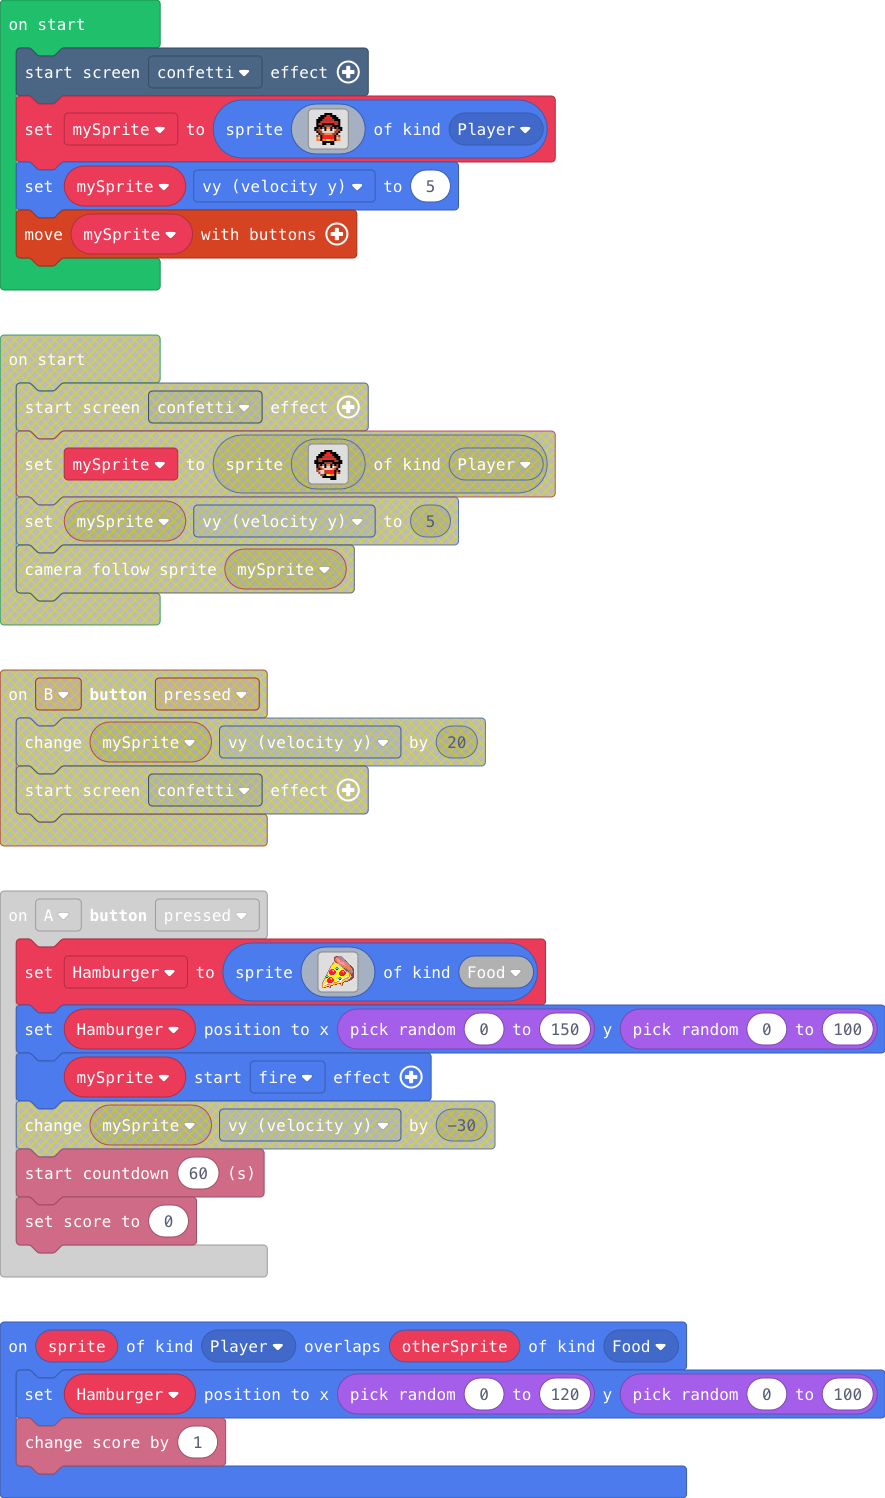 on start
start screen confetti effect
set mySprite to sprite of kind Player
set mySprite vy (velocity y) to 5
move mySprite with buttons
on start
start screen confetti effect
set mySprite to sprite of kind Player
set mySprite vy (velocity y) to 5
camera follow sprite mySprite
on B button pressed
change mySprite vy (velocity y) by 20
start screen confetti effect
on A button pressed
set Hamburger to sprite of kind Food
set Hamburger position to x pick random 0 to 150 y pick random 0 to 100
mySprite start fire effect
change mySprite vy (velocity y) by -30
start countdown 60 (s)
set score to 0
on sprite of kind Player overlaps otherSprite of kind Food
set Hamburger position to x pick random 0 to 120 y pick random 0 to 100
change score by 1